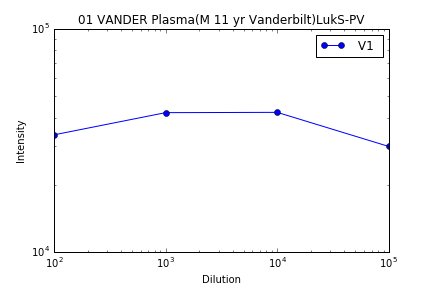 01 VANDER Plasma(M 11 yr Vanderbilt)LukS-PV
10^5
V1
Intensity
10^4
10^2
10^3
10^4
10^5
Dilution